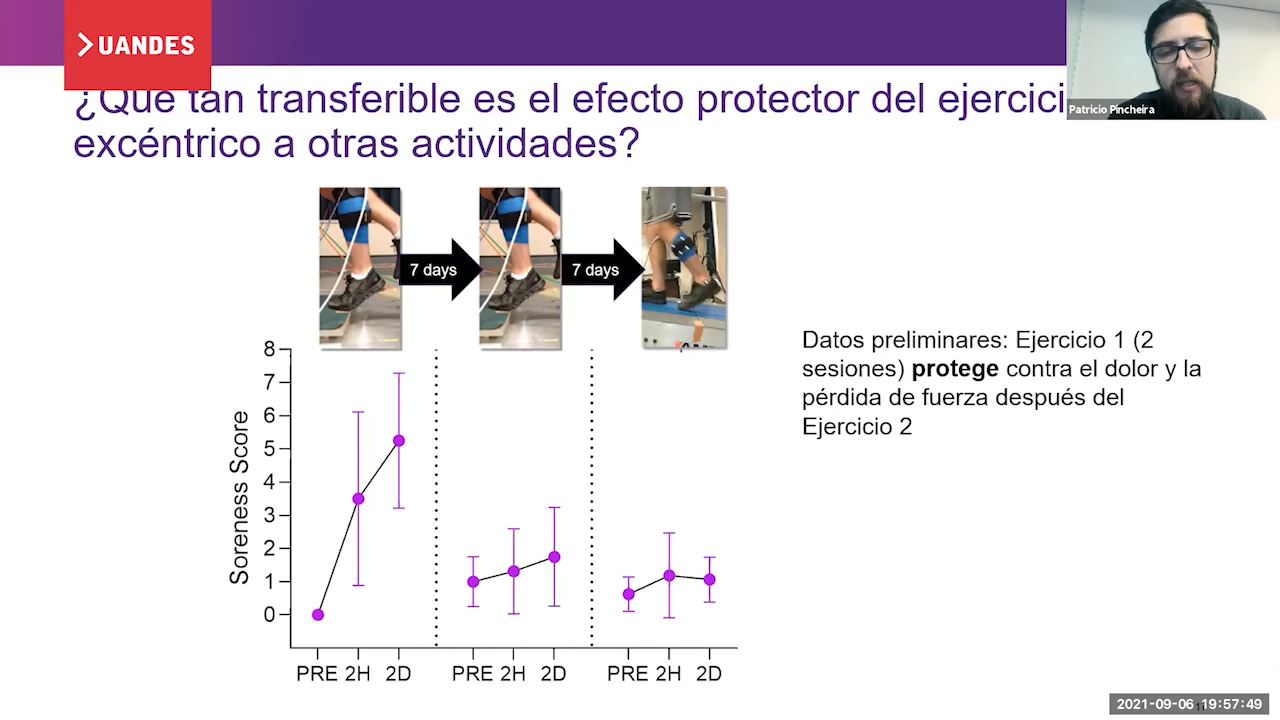 UANDES
¿Que tan transferible es el efecto protector del ejercici
excéntrico a otras actividades?
Patricio Pincheira
7 days
7 days
Datos preliminares: Ejercicio 1 (2
sesiones) protege contra el dolor y la
pérdida de fuerza después del
Ejercicio 2
Soreness Score
8
7
6
5
4
3
2
1
0
PRE 2H 2D PRE 2H 2D PRE 2H 2D
2021-09-06 19:57:49